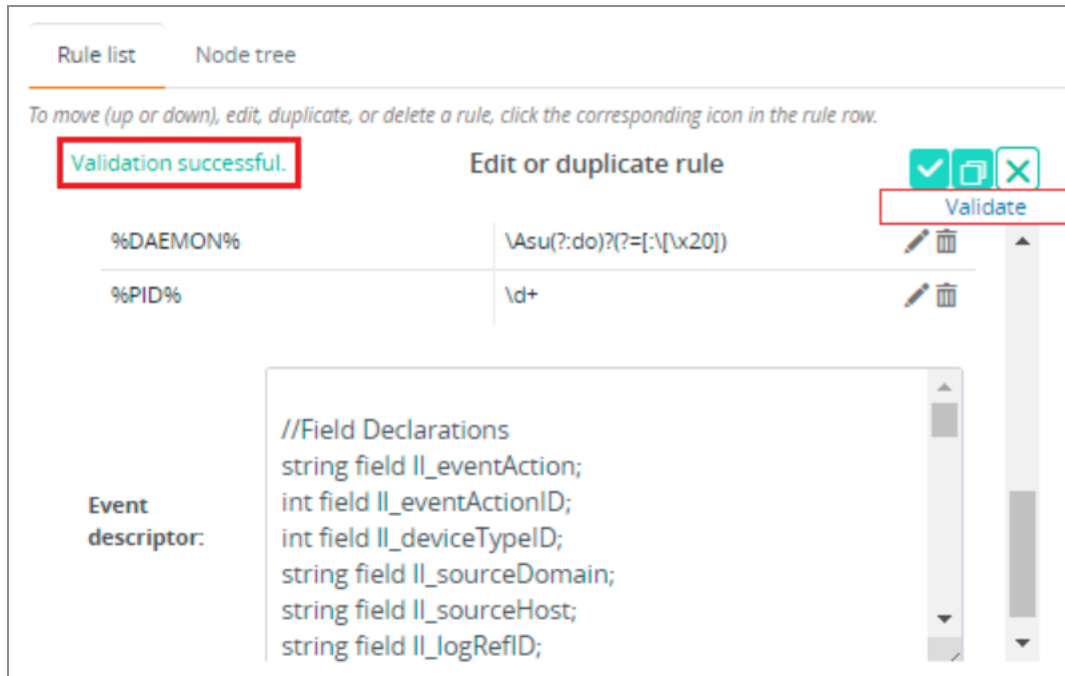 Rule list Node tree
To move (up or down), edit, duplicate, or delete a rule, click the corresponding icon in the rule row.
Validation successful. Edit or duplicate rule
Validate
%DAEMON% \Asu(?:do)?(?=[:\[\x20])
%PID% \d+
//Field Declarations
string field ll_eventAction;
int field ll_eventActionID;
Event descriptor:
int field ll_deviceTypeID;
string field ll_sourceDomain;
string field ll_sourceHost;
string field ll_logRefID;